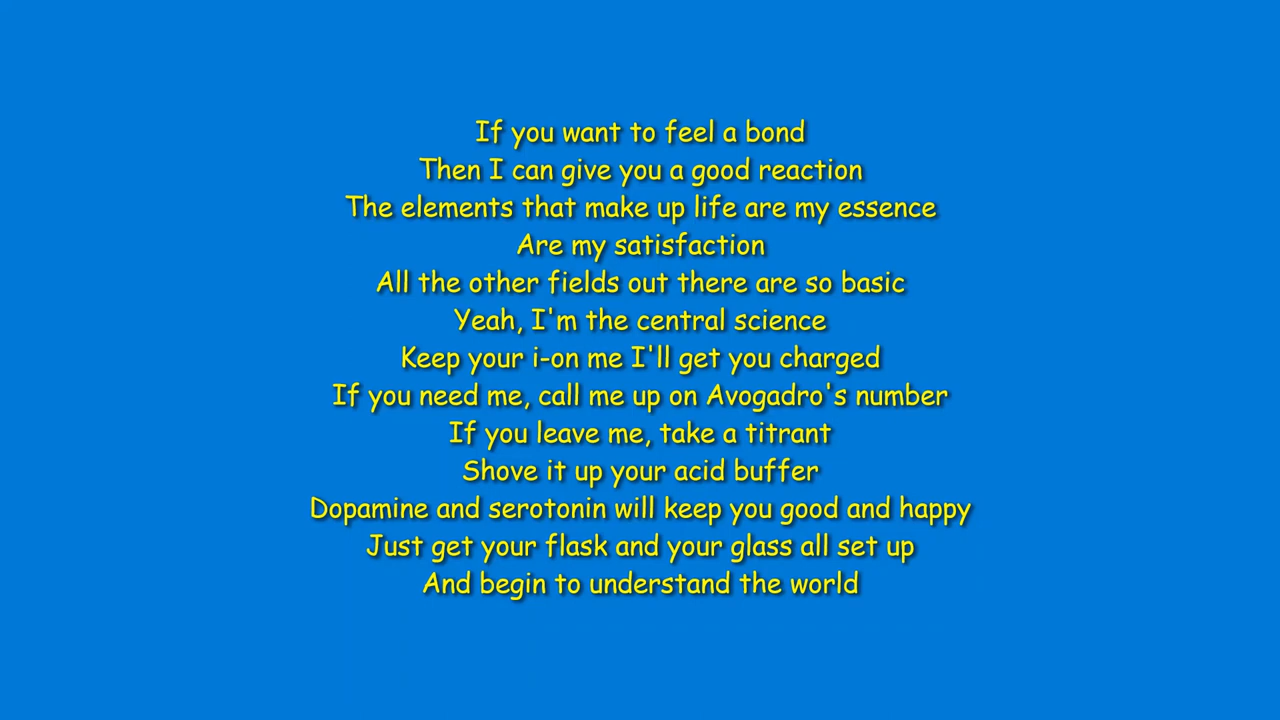 If you want to feel a bond
Then I can give you a good reaction
The elements that make up life are my essence
Are my satisfaction
All the other fields out there are so basic
Yeah, I'm the central science
Keep your i-on me I'll get you charged
If you need me, call me up on Avogadro's number
If you leave me, take a titrant
Shove it up your acid buffer
Dopamine and serotonin will keep you good and happy
Just get your flask and your glass all set up
And begin to understand the world